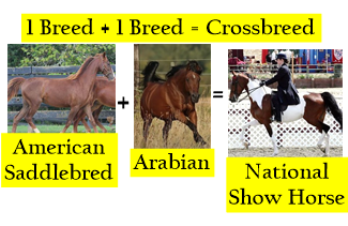 1 Breed + 1 Breed = Crossbreed
+
=
American
Saddlebred
Arabian
National
Show Horse